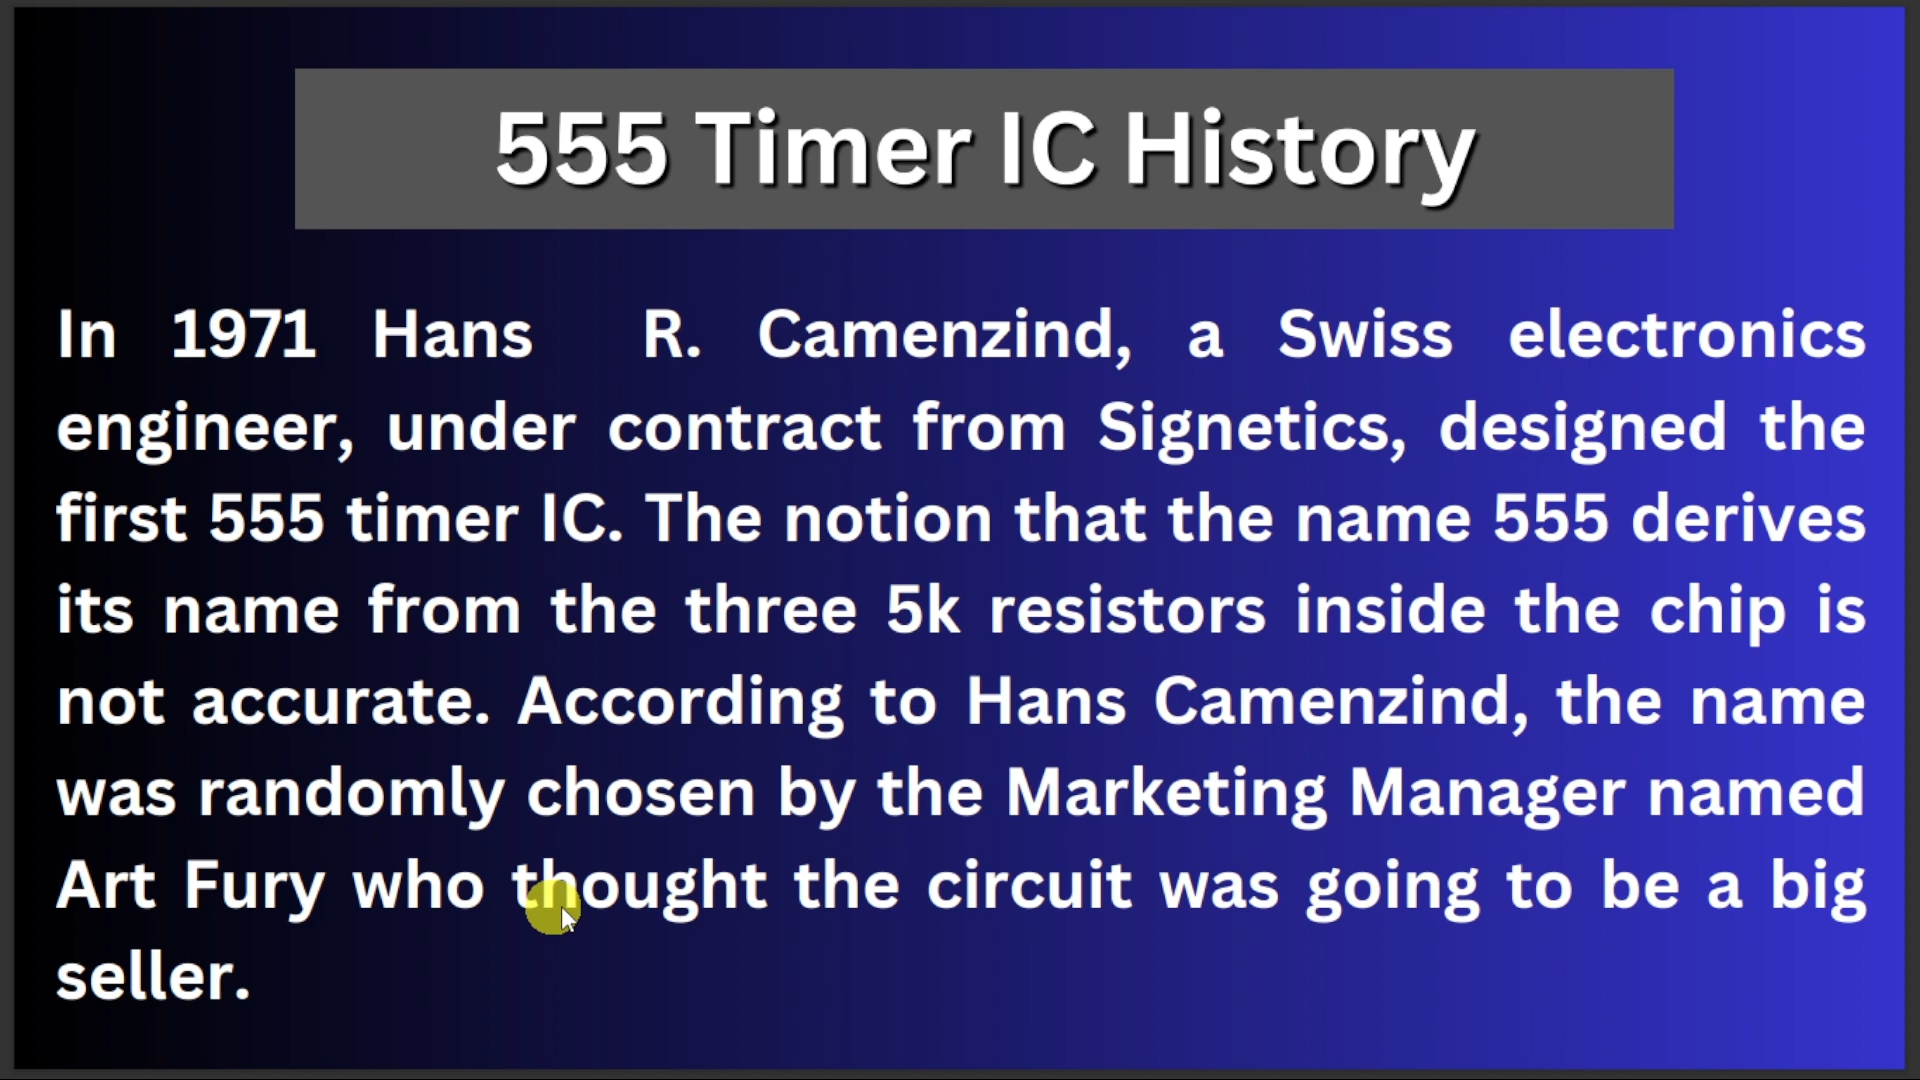 555 Timer IC History
In 1971 Hans R. Camenzind, a Swiss electronics
engineer, under contract from Signetics, designed the
first 555 timer IC. The notion that the name 555 derives
its name from the three 5k resistors inside the chip is
not accurate. According to Hans Camenzind, the name
was randomly chosen by the Marketing Manager named
Art Fury who thought the circuit was going to be a big
seller.